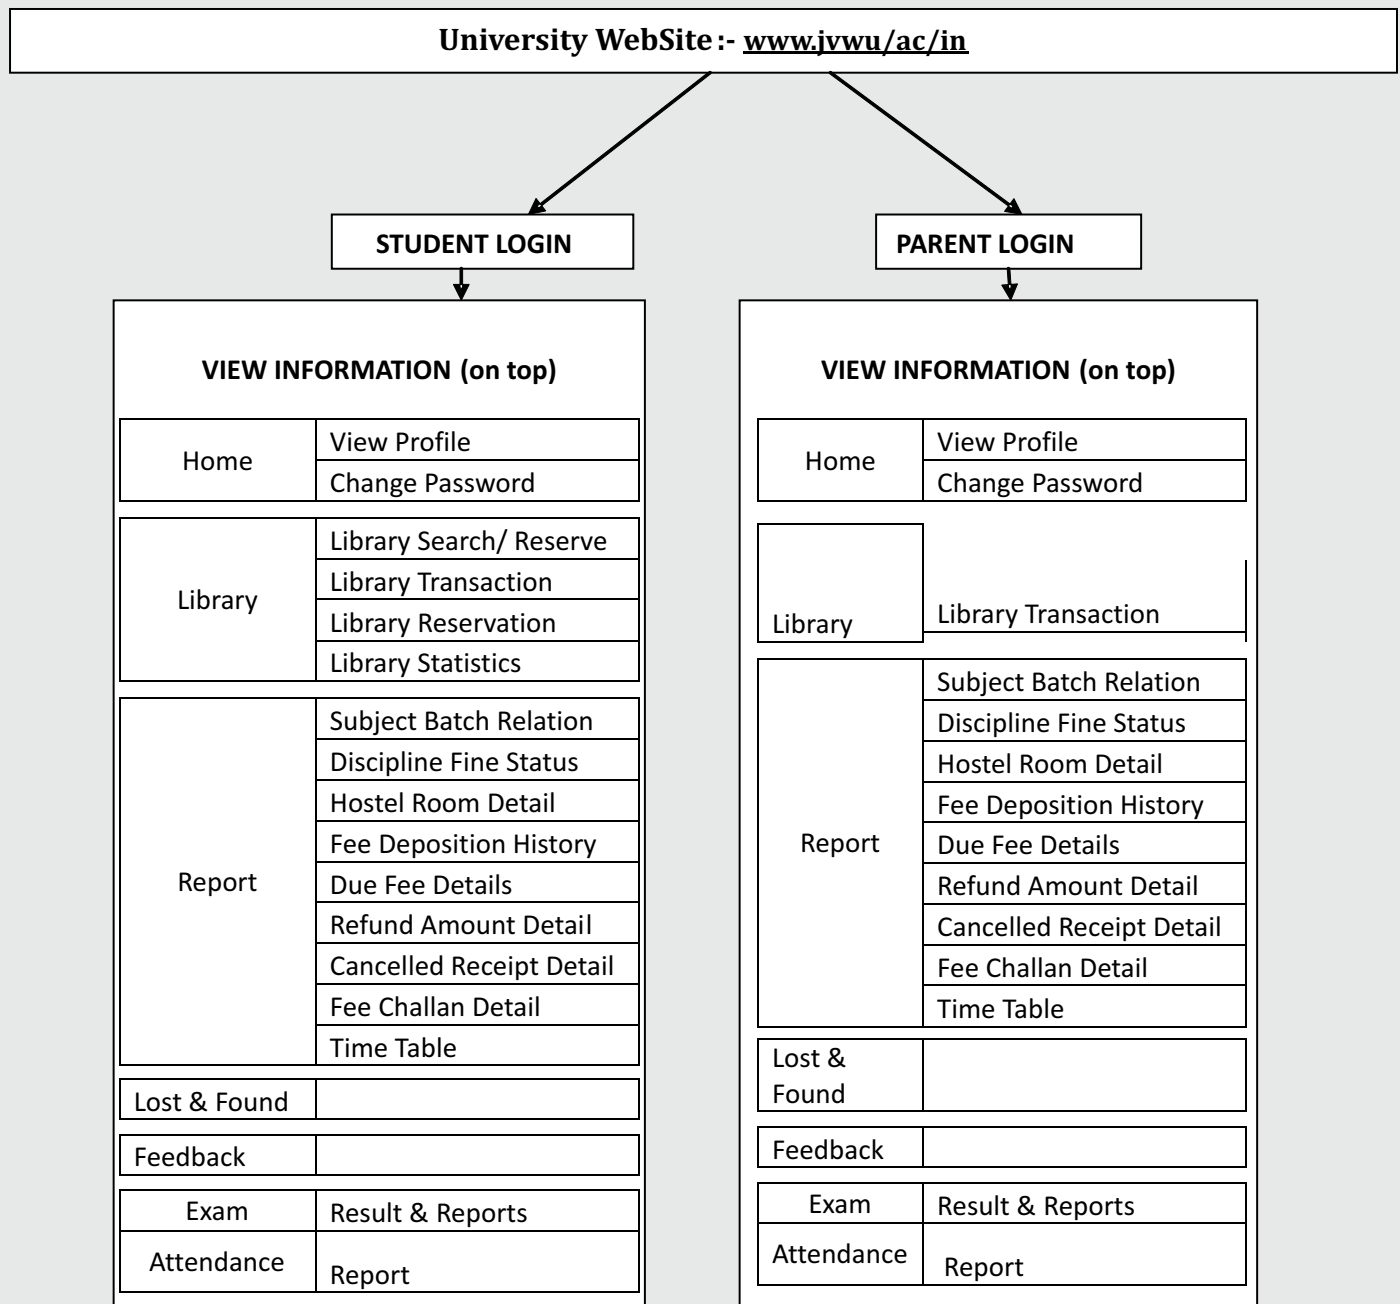 University WebSite :- www.jvwu/ac/in
STUDENT LOGIN
VIEW INFORMATION (on top)
Home
View Profile
Change Password
Library
Library Search/ Reserve
Library Transaction
Library Reservation
Library Statistics
Report
Subject Batch Relation
Discipline Fine Status
Hostel Room Detail
Fee Deposition History
Due Fee Details
Refund Amount Detail
Cancelled Receipt Detail
Fee Challan Detail
Time Table
Lost & Found
Feedback
Exam
Result & Reports
Attendance
Report
PARENT LOGIN
VIEW INFORMATION (on top)
Home
View Profile
Change Password
Library
Library Transaction
Report
Subject Batch Relation
Discipline Fine Status
Hostel Room Detail
Fee Deposition History
Due Fee Details
Refund Amount Detail
Cancelled Receipt Detail
Fee Challan Detail
Time Table
Lost &
Found
Feedback
Exam
Result & Reports
Attendance
Report